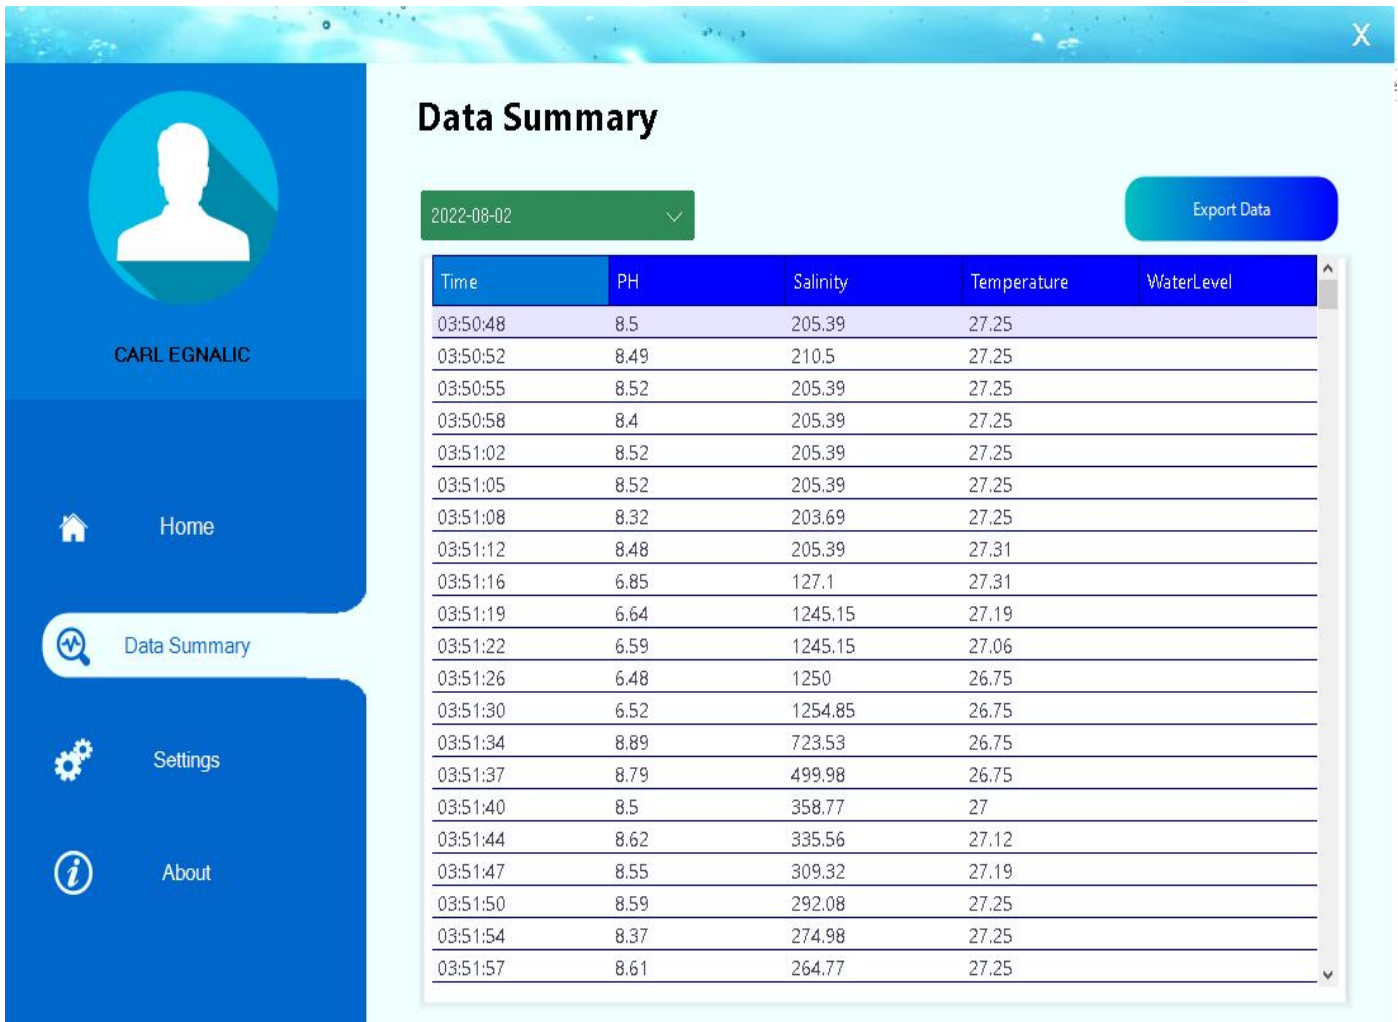 X
Data Summary
CARL EGNALIC
Home
Data Summary
Settings
About
2022-08-02
Export Data
Time PH Salinity Temperature WaterLevel
03:50:48 8.5 205.39 27.25
03:50:52 8.49 210.5 27.25
03:50:55 8.52 205.39 27.25
03:50:58 8.4 205.39 27.25
03:51:02 8.52 205.39 27.25
03:51:05 8.52 205.39 27.25
03:51:08 8.32 203.69 27.25
03:51:12 8.48 205.39 27.31
03:51:16 6.85 127.1 27.31
03:51:19 6.64 1245.15 27.19
03:51:22 6.59 1245.15 27.06
03:51:26 6.48 1250 26.75
03:51:30 6.52 1254.85 26.75
03:51:34 8.89 723.53 26.75
03:51:37 8.79 499.98 26.75
03:51:40 8.5 358.77 27
03:51:44 8.62 335.56 27.12
03:51:47 8.55 309.32 27.19
03:51:50 8.59 292.08 27.25
03:51:54 8.37 274.98 27.25
03:51:57 8.61 264.77 27.25